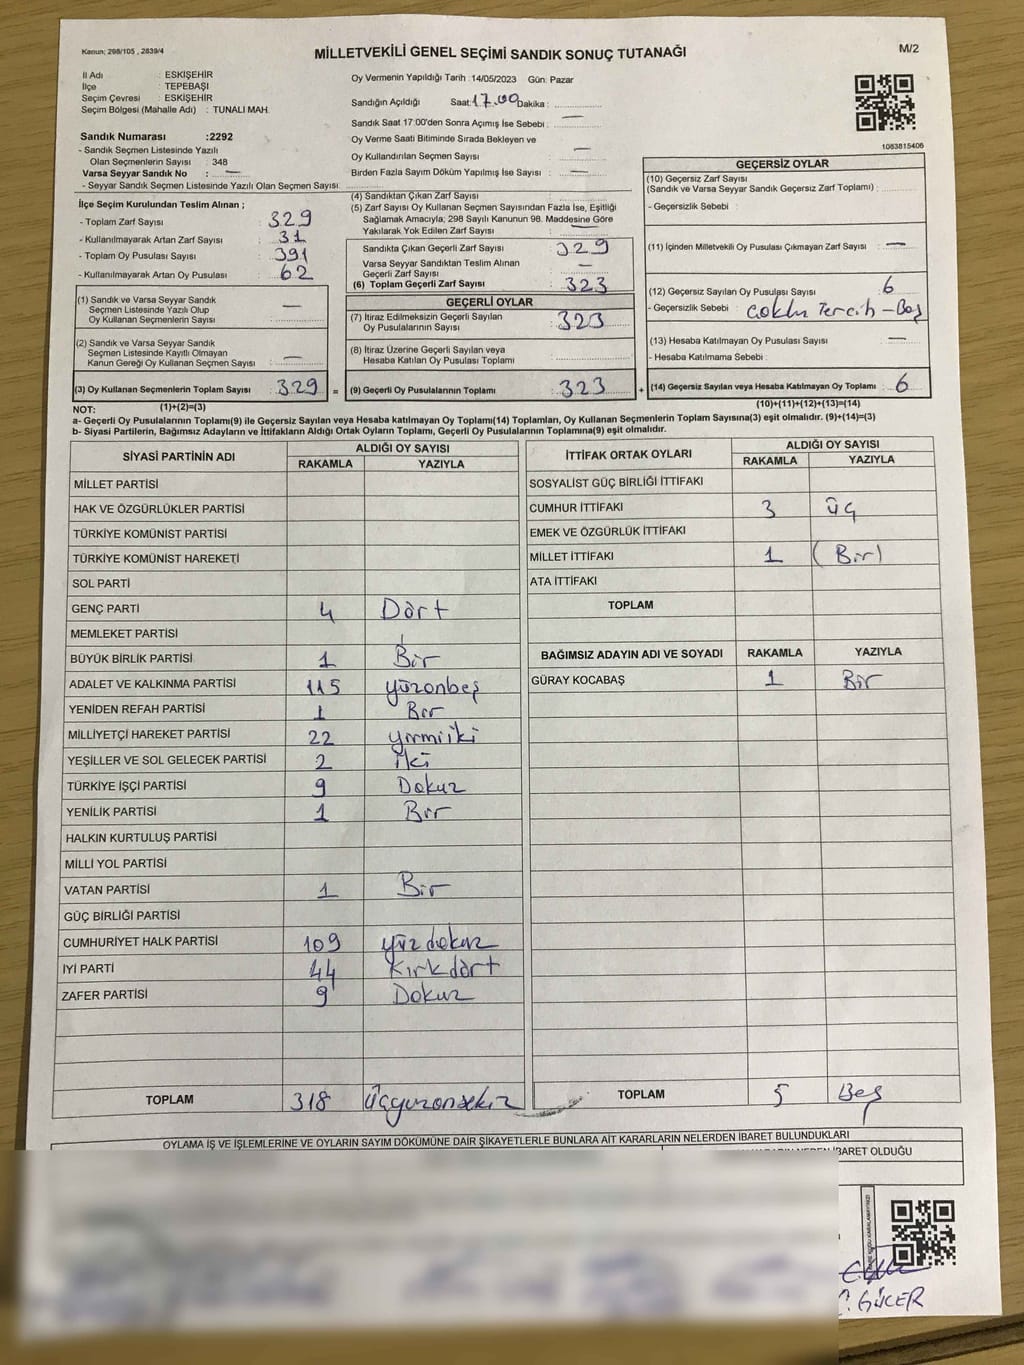 Kanun: 298/105 , 2839/4
MİLLETVEKİLİ GENEL SEÇİMİ SANDIK SONUÇ TUTANAĞI
M/2
İl Adı : ESKİŞEHİR
İlçe : TEPEBAŞI
Seçim Çevresi : ESKİŞEHİR
Seçim Bölgesi (Mahalle Adı) : TUNALI MAH.
Sandık Numarası :2292
- Sandık Seçmen Listesinde Yazılı
Olan Seçmenlerin Sayısı : 348
Varsa Seyyar Sandık No : —
- Seyyar Sandık Seçmen Listesinde Yazılı Olan Seçmen Sayısı:
Oy Vermenin Yapıldığı Tarih :14/05/2023 Gün: Pazar
Sandığın Açıldığı Saat:17.00 Dakika :
Sandık Saat 17:00'den Sonra Açımış İse Sebebi : —
Oy Verme Saati Bitiminde Sırada Bekleyen ve
Oy Kullandırılan Seçmen Sayısı : —
Birden Fazla Sayım Döküm Yapılmış İse Sayısı : —
1063815406
İlçe Seçim Kurulundan Teslim Alınan ;
- Toplam Zarf Sayısı : 329
- Kullanılmayarak Artan Zarf Sayısı : 31
- Toplam Oy Pusulası Sayısı : 391
- Kullanılmayarak Artan Oy Pusulası : 62
(1) Sandık ve Varsa Seyyar Sandık
Seçmen Listesinde Yazılı Olup
Oy Kullanan Seçmenlerin Sayısı : —
(2) Sandık ve Varsa Seyyar Sandık
Seçmen Listesinde Kayıtlı Olmayan
Kanun Gereği Oy Kullanan Seçmen Sayısı : —
(3) Oy Kullanan Seçmenlerin Toplam Sayısı : 329 =
(4) Sandıktan Çıkan Zarf Sayısı :
(5) Zarf Sayısı Oy Kullanan Seçmen Sayısından Fazla İse, Eşitliği
Sağlamak Amacıyla; 298 Sayılı Kanunun 98. Maddesine Göre
Yakılarak Yok Edilen Zarf Sayısı : —
Sandıkta Çıkan Geçerli Zarf Sayısı : 329
Varsa Seyyar Sandıktan Teslim Alınan
Geçerli Zarf Sayısı : —
(6) Toplam Geçerli Zarf Sayısı : 323
GEÇERLİ OYLAR
(7) İtiraz Edilmeksizin Geçerli Sayılan
Oy Pusulalarının Sayısı : 323
(8) İtiraz Üzerine Geçerli Sayılan veya
Hesaba Katılan Oy Pusulası Toplamı :
(9) Geçerli Oy Pusulalarının Toplamı : 323 +
GEÇERSİZ OYLAR
(10) Geçersiz Zarf Sayısı
(Sandık ve Varsa Seyyar Sandık Geçersiz Zarf Toplamı) :
- Geçersizlik Sebebi :
(11) İçinden Milletvekili Oy Pusulası Çıkmayan Zarf Sayısı : —
(12) Geçersiz Sayılan Oy Pusulası Sayısı : 6
- Geçersizlik Sebebi : Çoklu Tercih - Boş
(13) Hesaba Katılmayan Oy Pusulası Sayısı : —
- Hesaba Katılmama Sebebi :
(14) Geçersiz Sayılan veya Hesaba Katılmayan Oy Toplamı : 6
NOT: (1)+(2)=(3) (10)+(11)+(12)+(13)=(14)
a- Geçerli Oy Pusulalarının Toplamı(9) ile Geçersiz Sayılan veya Hesaba katılmayan Oy Toplamı(14) Toplamları, Oy Kullanan Seçmenlerin Toplam Sayısına(3) eşit olmalıdır. (9)+(14)=(3)
b- Siyasi Partilerin, Bağımsız Adayların ve İttifakların Aldığı Ortak Oyların Toplamı, Geçerli Oy Pusulalarının Toplamına(9) eşit olmalıdır.
SİYASİ PARTİNİN ADI ALDIĞI OY SAYISI
RAKAMLA YAZIYLA
MİLLET PARTİSİ
HAK VE ÖZGÜRLÜKLER PARTİSİ
TÜRKİYE KOMÜNİST PARTİSİ
TÜRKİYE KOMÜNİST HAREKETİ
SOL PARTİ
GENÇ PARTİ 4 Dört
MEMLEKET PARTİSİ
BÜYÜK BİRLİK PARTİSİ 1 Bir
ADALET VE KALKINMA PARTİSİ 115 yüzonbeş
YENİDEN REFAH PARTİSİ 1 Bir
MİLLİYETÇİ HAREKET PARTİSİ 22 yirmiiki
YEŞİLLER VE SOL GELECEK PARTİSİ 2 iki
TÜRKİYE İŞÇİ PARTİSİ 9 Dokuz
YENİLİK PARTİSİ 1 Bir
HALKIN KURTULUŞ PARTİSİ
MİLLİ YOL PARTİSİ
VATAN PARTİSİ 1 Bir
GÜÇ BİRLİĞİ PARTİSİ
CUMHURİYET HALK PARTİSİ 109 yüzdokuz
İYİ PARTİ 44 Kırkdört
ZAFER PARTİSİ 9 Dokuz
TOPLAM 318 Üçyüzonsekiz
İTTİFAK ORTAK OYLARI ALDIĞI OY SAYISI
RAKAMLA YAZIYLA
SOSYALİST GÜÇ BİRLİĞİ İTTİFAKI
CUMHUR İTTİFAKI 3 üç
EMEK VE ÖZGÜRLÜK İTTİFAKI
MİLLET İTTİFAKI 1 (Bir)
ATA İTTİFAKI
TOPLAM
BAĞIMSIZ ADAYIN ADI VE SOYADI RAKAMLA YAZIYLA
GÜRAY KOCABAŞ 1 Bir
TOPLAM 5 Beş
OYLAMA İŞ VE İŞLEMLERİNE VE OYLARIN SAYIM DÖKÜMÜNE DAİR ŞİKAYETLERLE BUNLARA AİT KARARLARIN NELERDEN İBARET BULUNDUKLARI
İBARET OLDUĞU
GÜCER